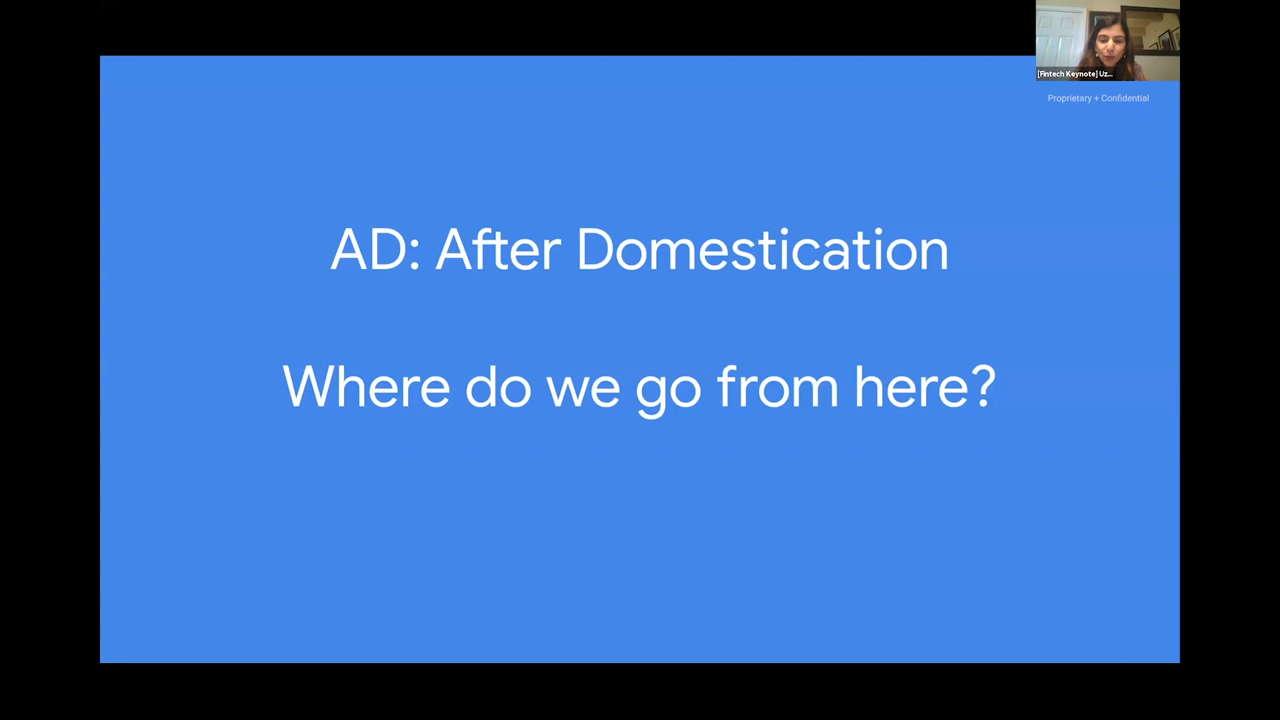 [Fintech Keynote] Uz...
Proprietary + Confidential
AD: After Domestication
Where do we go from here?